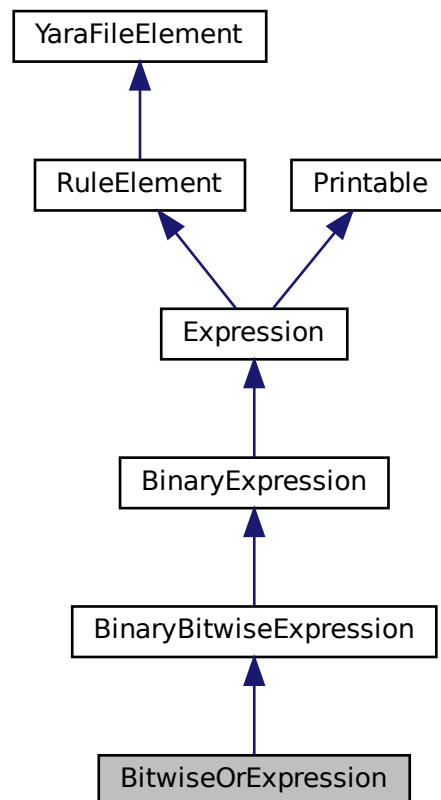 YaraFileElement
RuleElement
Printable
Expression
BinaryExpression
BinaryBitwiseExpression
BitwiseOrExpression